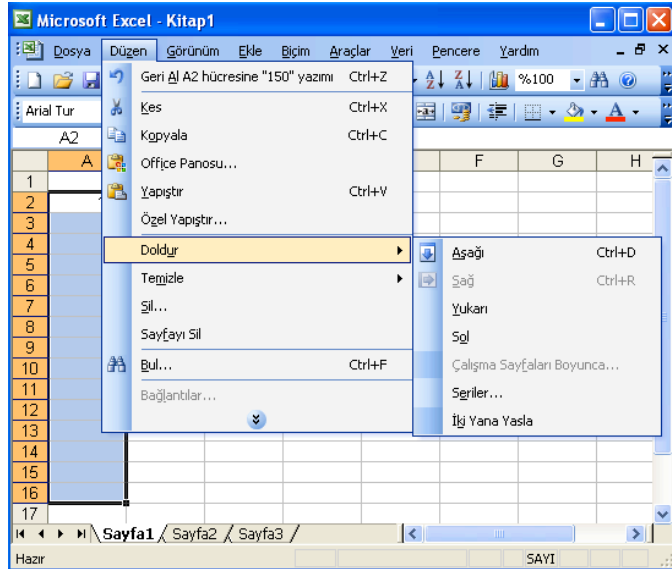 Microsoft Excel - Kitap1
Dosya Düzen Görünüm Ekle Biçim Araçlar Veri Pencere Yardım
%100
Arial Tur
A2
A F G H
1
2
3
4
5
6
7
8
9
10
11
12
13
14
15
16
17
Geri Al A2 hücresine "150" yazımı Ctrl+Z
Kes Ctrl+X
Kopyala Ctrl+C
Office Panosu...
Yapıştır Ctrl+V
Özel Yapıştır...
Doldur
Temizle
Sil...
Sayfayı Sil
Bul... Ctrl+F
Bağlantılar...
Aşağı Ctrl+D
Sağ Ctrl+R
Yukarı
Sol
Çalışma Sayfaları Boyunca...
Seriler...
İki Yana Yasla
Sayfa1 Sayfa2 Sayfa3
Hazır SAYI